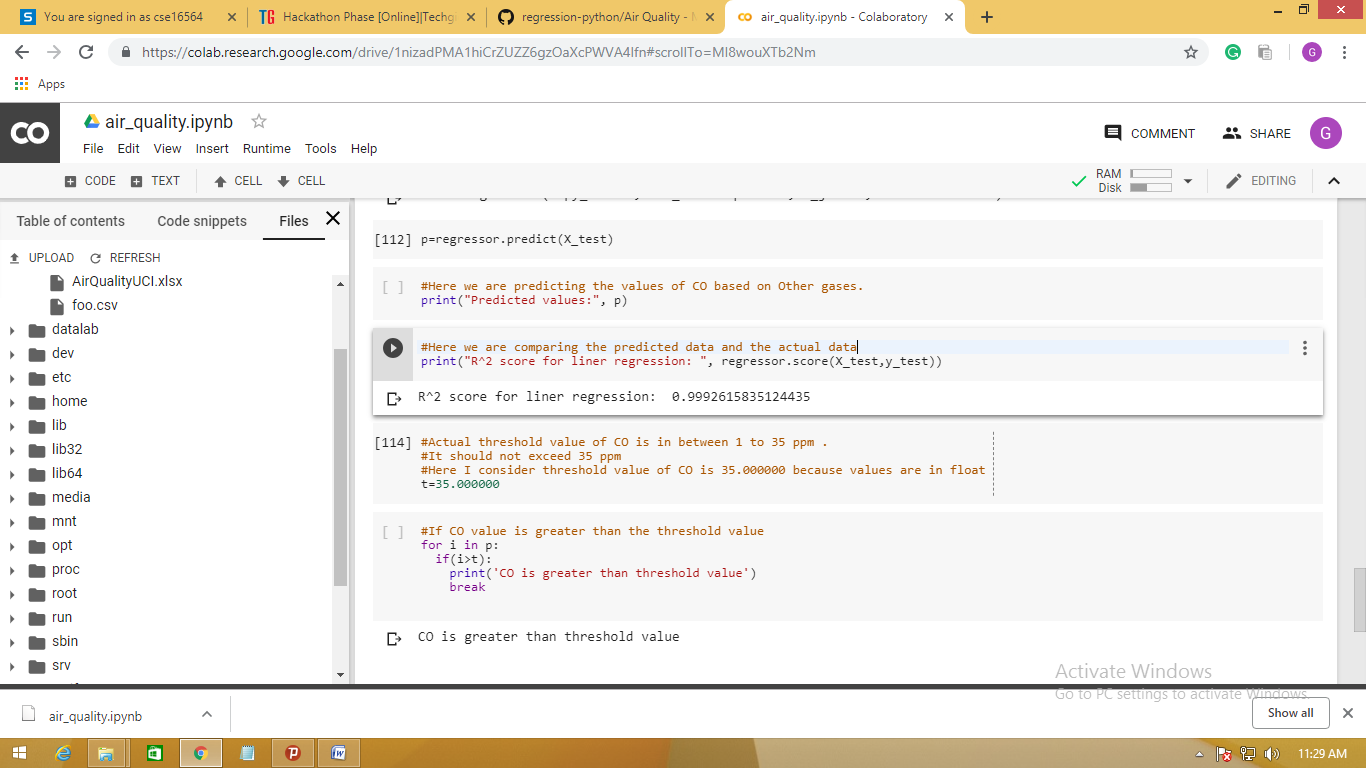 You are signed in as cse16564
Hackathon Phase [Online]|Techgi
regression-python/Air Quality - M
air_quality.ipynb - Colaboratory
https://colab.research.google.com/drive/1nizadPMA1hiCrZUZZ6gzOaXcPWVA4Ifn#scrollTo=MI8wouXTb2Nm
G
Apps
CO
air_quality.ipynb
COMMENT
SHARE
G
File Edit View Insert Runtime Tools Help
CODE TEXT CELL CELL
RAM
Disk
EDITING
Table of contents Code snippets Files
UPLOAD REFRESH
AirQualityUCI.xlsx
foo.csv
datalab
dev
etc
home
lib
lib32
lib64
media
mnt
opt
proc
root
run
sbin
srv
[112] p=regressor.predict(X_test)
[ ] #Here we are predicting the values of CO based on Other gases.
print("Predicted values:", p)
#Here we are comparing the predicted data and the actual data
print("R^2 score for liner regression: ", regressor.score(X_test,y_test))
R^2 score for liner regression:  0.9992615835124435
[114] #Actual threshold value of CO is in between 1 to 35 ppm .
#It should not exceed 35 ppm
#Here I consider threshold value of CO is 35.000000 because values are in float
t=35.000000
[ ] #If CO value is greater than the threshold value
for i in p:
  if(i>t):
    print('CO is greater than threshold value')
    break
CO is greater than threshold value
Activate Windows
Go to PC settings to activate Windows.
air_quality.ipynb
Show all
11:29 AM